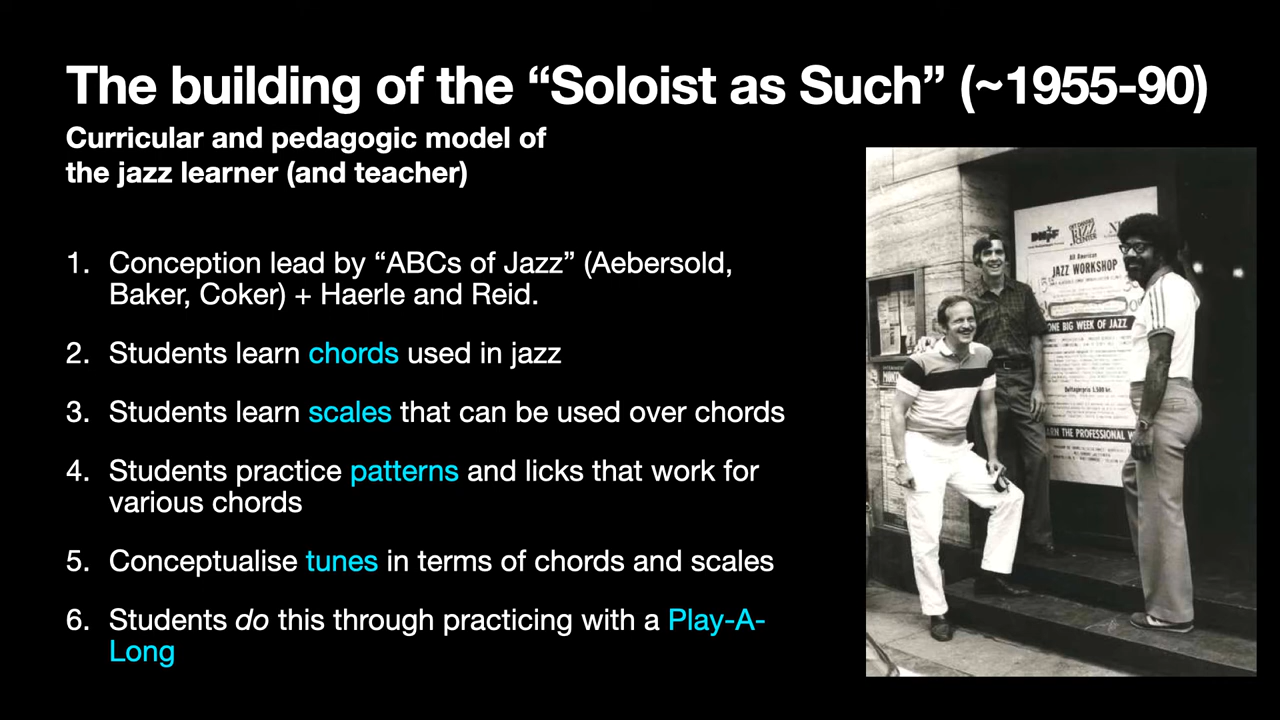 The building of the “Soloist as Such” (~1955-90)
Curricular and pedagogic model of
the jazz learner (and teacher)
1. Conception lead by “ABCs of Jazz” (Aebersold,
Baker, Coker) + Haerle and Reid.
2. Students learn chords used in jazz
3. Students learn scales that can be used over chords
4. Students practice patterns and licks that work for
various chords
5. Conceptualise tunes in terms of chords and scales
6. Students do this through practicing with a Play-A-
Long
JAZZ WORKSHOP
ONE BIG WEEK OF JAZZ